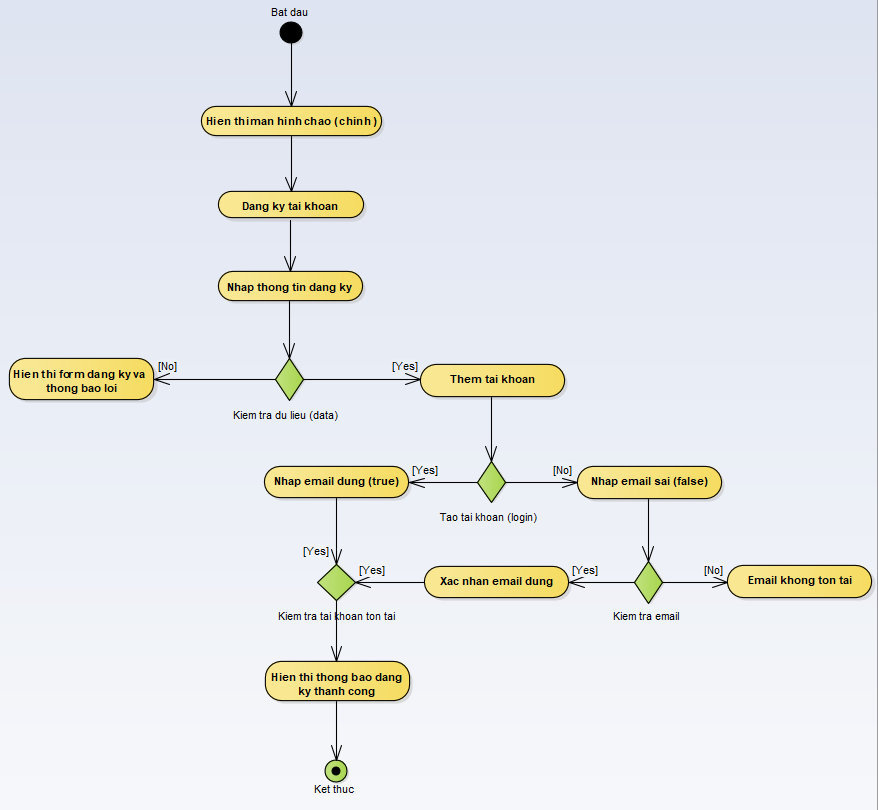 Bat dau
Hien thi man hinh chao (chinh)
Dang ky tai khoan
Nhap thong tin dang ky
Hien thi form dang ky va
thong bao loi
[No]
[Yes]
Them tai khoan
Kiem tra du lieu (data)
Nhap email dung (true)
[Yes]
[No]
Nhap email sai (false)
Tao tai khoan (login)
[Yes]
[Yes]
Xac nhan email dung
[Yes]
[No]
Email khong ton tai
Kiem tra tai khoan ton tai
Kiem tra email
Hien thi thong bao dang
ky thanh cong
Ket thuc